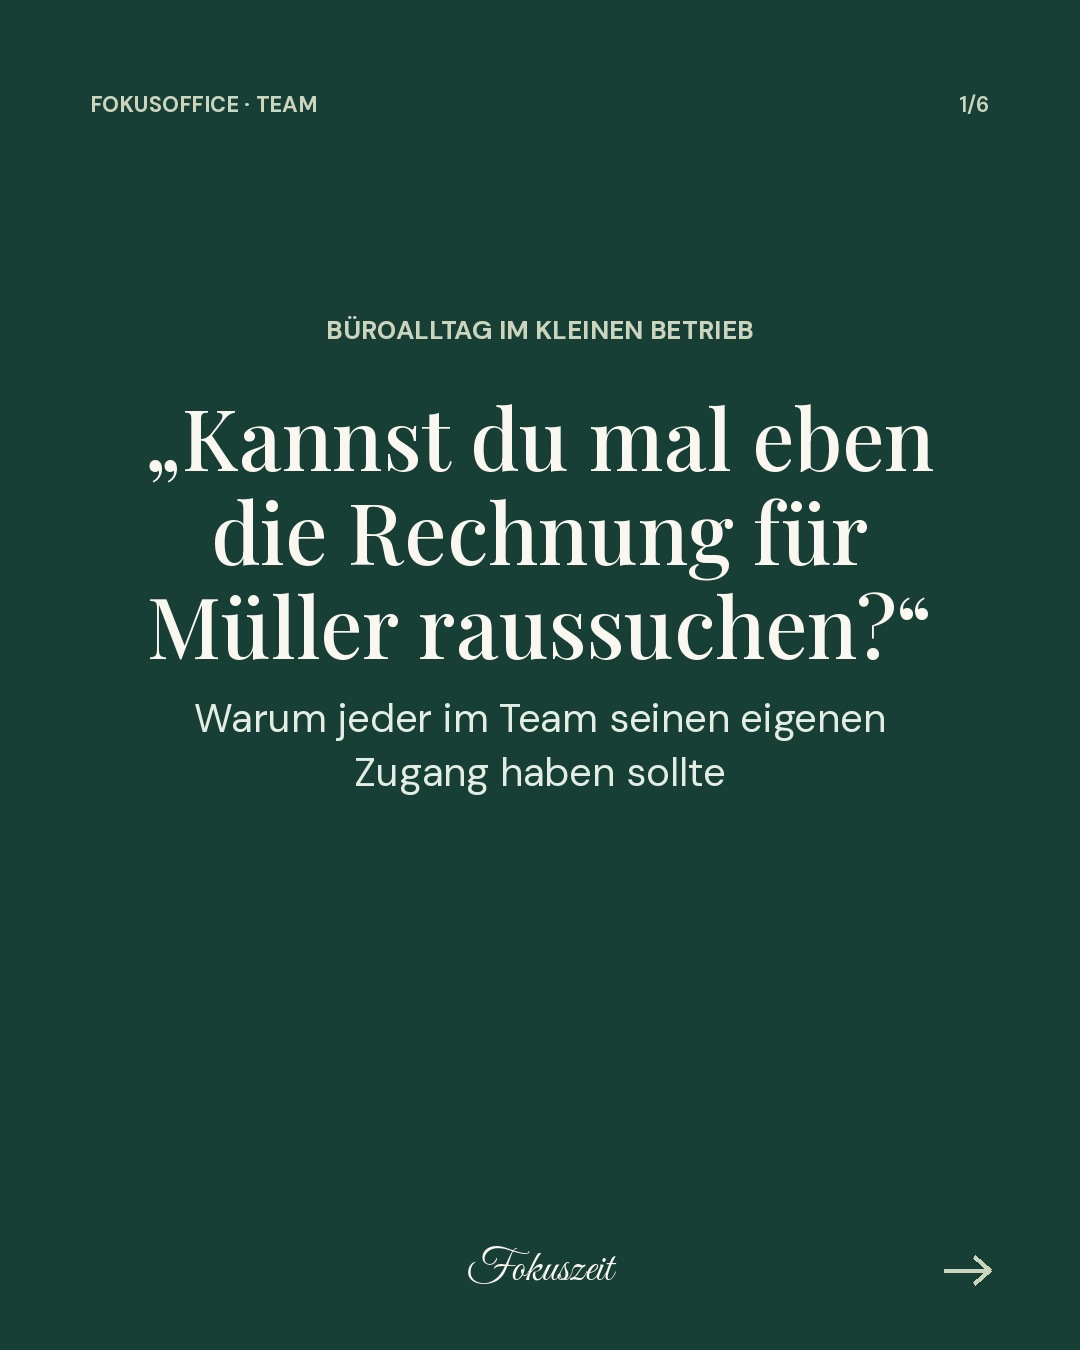 FOKUSOFFICE · TEAM
1/6
BÜROALLTAG IM KLEINEN BETRIEB
„Kannst du mal eben
die Rechnung für
Müller raussuchen?“
Warum jeder im Team seinen eigenen
Zugang haben sollte
Fokuszeit